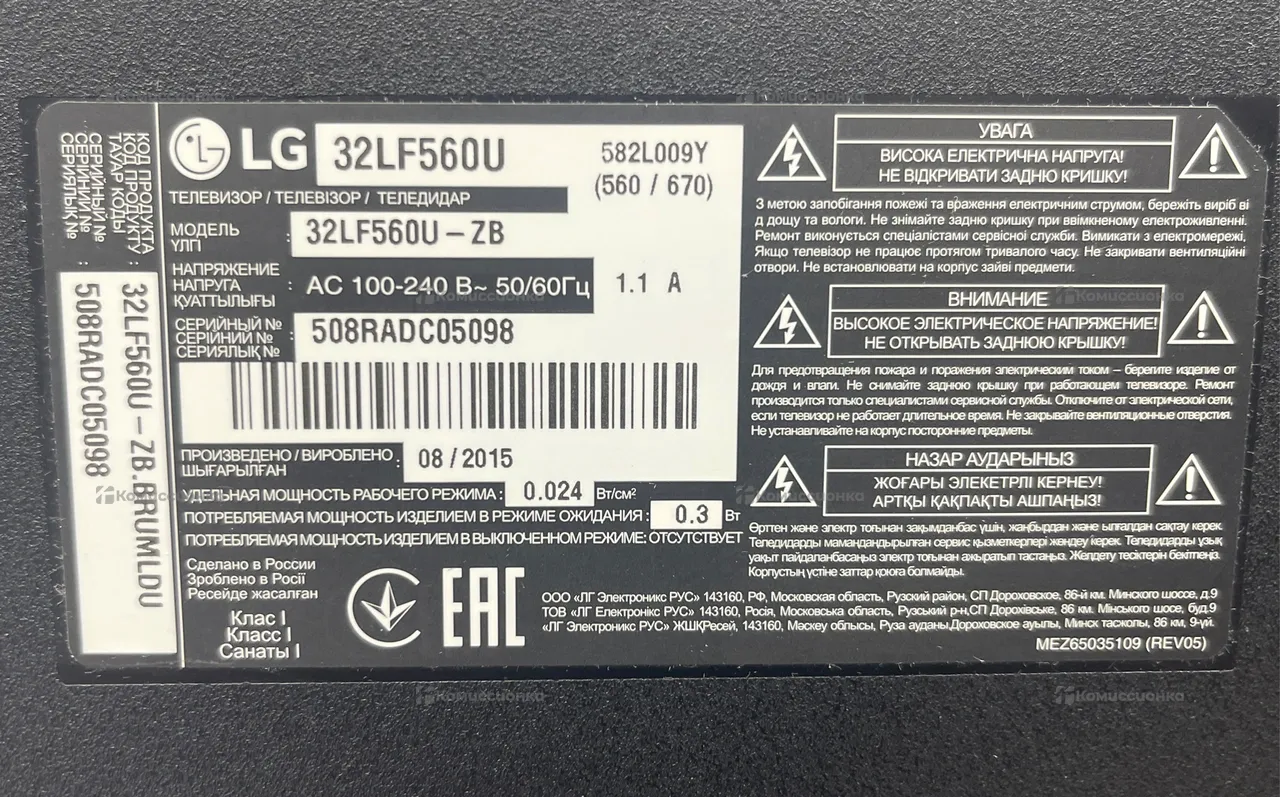 КОД ПРОДУКТА
КОД ПРОДУКТУ
ТАУАР КОДЫ :
СЕРИЙНЫЙ №
СЕРІЙНИЙ №
СЕРИЯЛЫҚ № :
32LF560U – ZB.BRUMLDU
508RADC05098
LG 32LF560U
582L009Y
(560 / 670)
ТЕЛЕВИЗОР / ТЕЛЕВІЗОР / ТЕЛЕДИДАР
МОДЕЛЬ
ҮЛГІ
: 32LF560U – ZB
НАПРЯЖЕНИЕ
НАПРУГА
ҚУАТТЫЛЫҒЫ
: AC 100-240 В~ 50/60Гц 1.1 A
СЕРИЙНЫЙ №
СЕРІЙНИЙ №
СЕРИЯЛЫҚ №
: 508RADC05098
ПРОИЗВЕДЕНО / ВИРОБЛЕНО
ШЫҒАРЫЛҒАН
: 08 / 2015
УДЕЛЬНАЯ МОЩНОСТЬ РАБОЧЕГО РЕЖИМА : 0.024 Вт/см²
ПОТРЕБЛЯЕМАЯ МОЩНОСТЬ ИЗДЕЛИЕМ В РЕЖИМЕ ОЖИДАНИЯ : 0.3 Вт
ПОТРЕБЛЯЕМАЯ МОЩНОСТЬ ИЗДЕЛИЕМ В ВЫКЛЮЧЕННОМ РЕЖИМЕ: ОТСУТСТВУЕТ
Сделано в России
Зроблено в Росії
Ресейде жасалған
Клас I
Класс I
Санаты I
EAC
УВАГА
ВИСОКА ЕЛЕКТРИЧНА НАПРУГА!
НЕ ВІДКРИВАТИ ЗАДНЮ КРИШКУ!
З метою запобігання пожежі та враження електричним струмом, бережіть виріб ві
д дощу та вологи. Не знімайте задню кришку при ввімкненому електроживленні.
Ремонт виконується спеціалістами сервісної служби. Вимикати з електромережі,
Якщо телевізор не працює протягом тривалого часу. Не закривати вентиляційні
отвори. Не встановлювати на корпус зайві предмети.
ВНИМАНИЕ
ВЫСОКОЕ ЭЛЕКТРИЧЕСКОЕ НАПРЯЖЕНИЕ!
НЕ ОТКРЫВАТЬ ЗАДНЮЮ КРЫШКУ!
Для предотвращения пожара и поражения электрическим током – берегите изделие от
дождя и влаги. Не снимайте заднюю крышку при работающем телевизоре. Ремонт
производится только специалистами сервисной службы. Отключите от электрической сети,
если телевизор не работает длительное время. Не закрывайте вентиляционные отверстия.
Не устанавливайте на корпус посторонние предметы.
НАЗАР АУДАРЫНЫЗ
ЖОҒАРЫ ЭЛЕКЕТРЛІ КЕРНЕУ!
АРТҚЫ ҚАҚПАҚТЫ АШПАҢЫЗ!
Өрттен және электр тоғынан зақымданбас үшін, жаңбырдан және ылғалдан сақтау керек.
Теледидарды мамандандырылған сервис қызметкерлері жөндеу керек. Теледидарды ұзақ
уақыт пайдаланбасаңыз электр тоғынан ажыратып тастаңыз. Желдету тесіктерін бекітпеңіз.
Корпустың үстіне заттар қоюға болмайды.
ООО «ЛГ Электроникс РУС» 143160, РФ, Московская область, Рузский район, СП Дороховское, 86-й км. Минского шоссе, д.9
ТОВ «ЛГ Електронікс РУС» 143160, Росія, Московська область, Рузський р-н,СП Дорохівське, 86 км. Мінського шосе, буд.9
«ЛГ Электроникс РУС» ЖШҚРесей, 143160, Мәскеу облысы, Руза ауданы,Дороховское ауылы, Минск тасколы, 86 км, 9-үй.
MEZ65035109 (REV05)
Комиссионка
Комиссионка
Комиссионка
Комиссионка
Комиссионка
Комиссионка